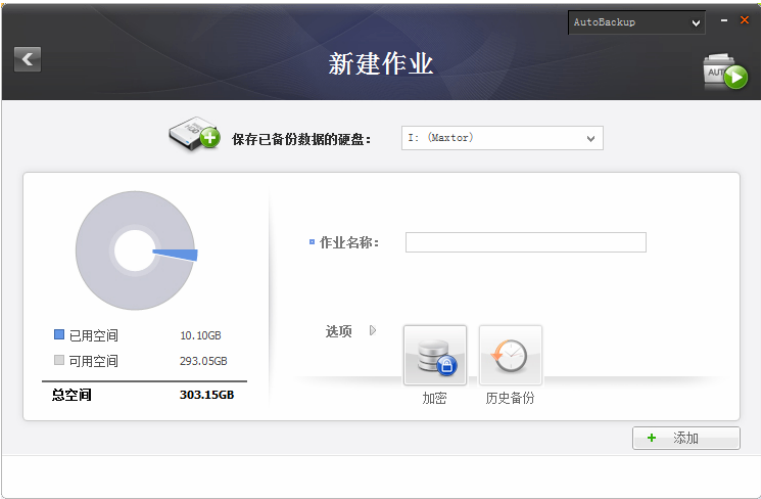 AutoBackup
新建作业
AUTO
保存已备份数据的硬盘：
I: (Maxtor)
作业名称：
已用空间 10.10GB
可用空间 293.05GB
总空间 303.15GB
选项
加密 历史备份
+ 添加